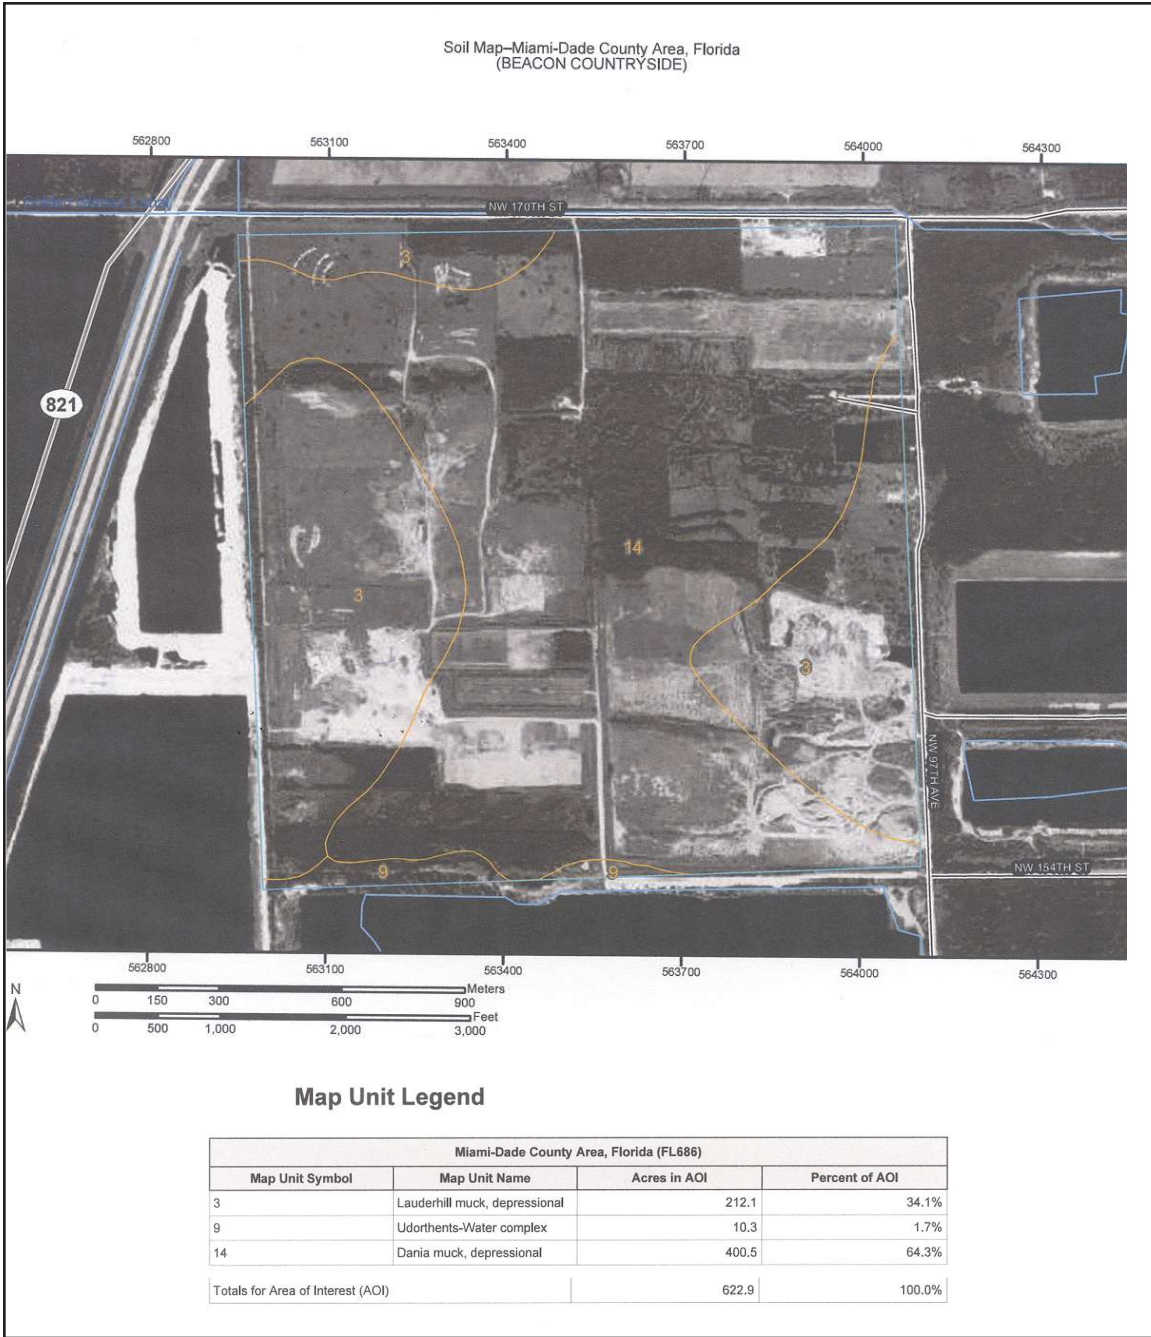 Soil Map–Miami-Dade County Area, Florida
(BEACON COUNTRYSIDE)
562800 563100 563400 563700 564000 564300
NW 170TH ST
3
821
14
3
3
NW 97TH AVE
9 9
NW 154TH ST
562800 563100 563400 563700 564000 564300
N
Meters
0 150 300 600 900
Feet
0 500 1,000 2,000 3,000
Map Unit Legend
Miami-Dade County Area, Florida (FL686)
Map Unit Symbol Map Unit Name Acres in AOI Percent of AOI
3 Lauderhill muck, depressional 212.1 34.1%
9 Udorthents-Water complex 10.3 1.7%
14 Dania muck, depressional 400.5 64.3%
Totals for Area of Interest (AOI) 622.9 100.0%